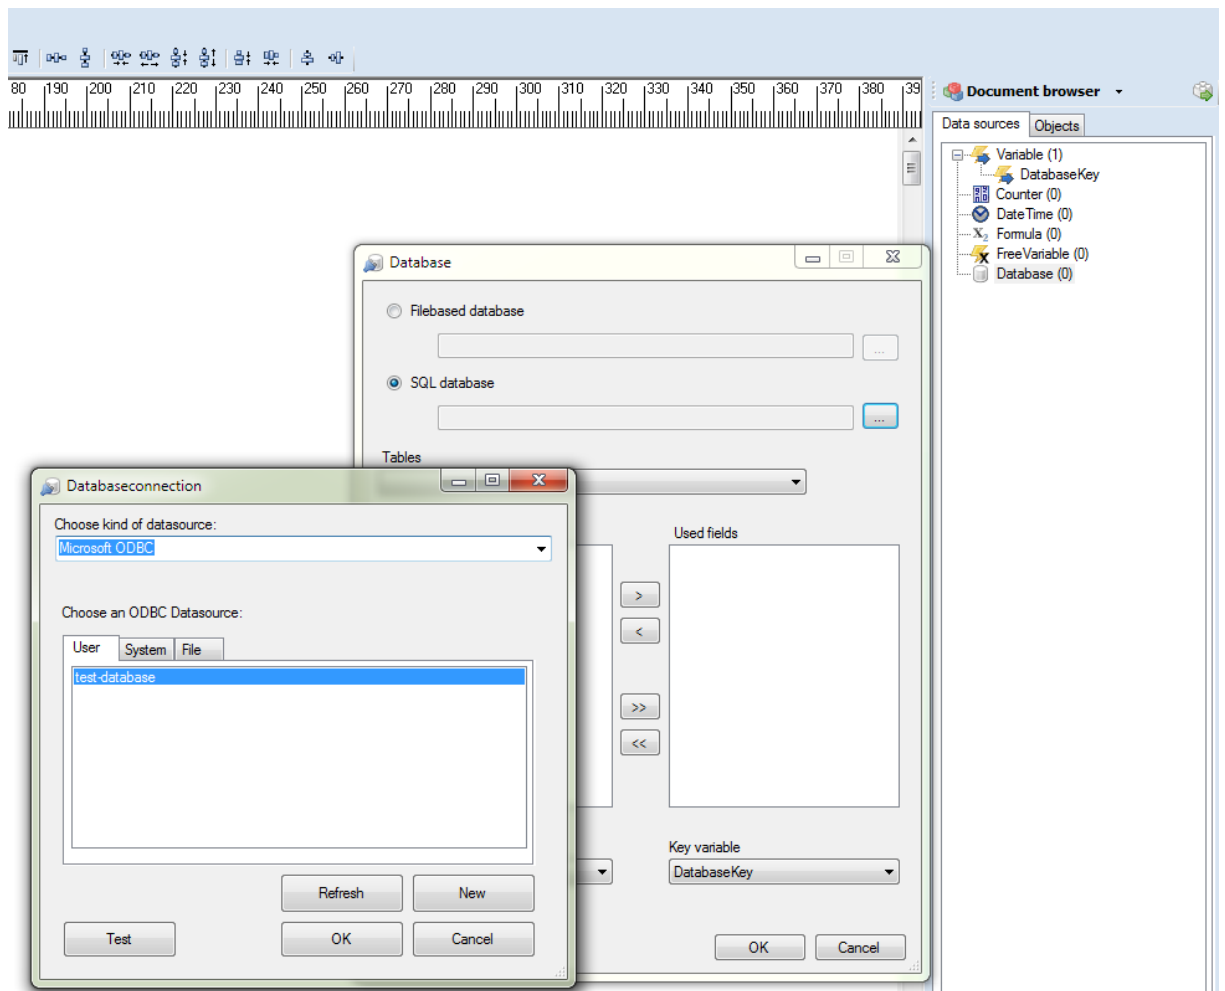 80 190 200 210 220 230 240 250 260 270 280 290 300 310 320 330 340 350 360 370 380 39
Document browser
Data sources Objects
Variable (1)
DatabaseKey
Counter (0)
DateTime (0)
X₂ Formula (0)
FreeVariable (0)
Database (0)
Database
Filebased database
...
SQL database
...
Tables
Used fields
>
<
>>
<<
Key variable
DatabaseKey
OK Cancel
Databaseconnection
Choose kind of datasource:
Microsoft ODBC
Choose an ODBC Datasource:
User System File
test-database
Refresh New
Test OK Cancel